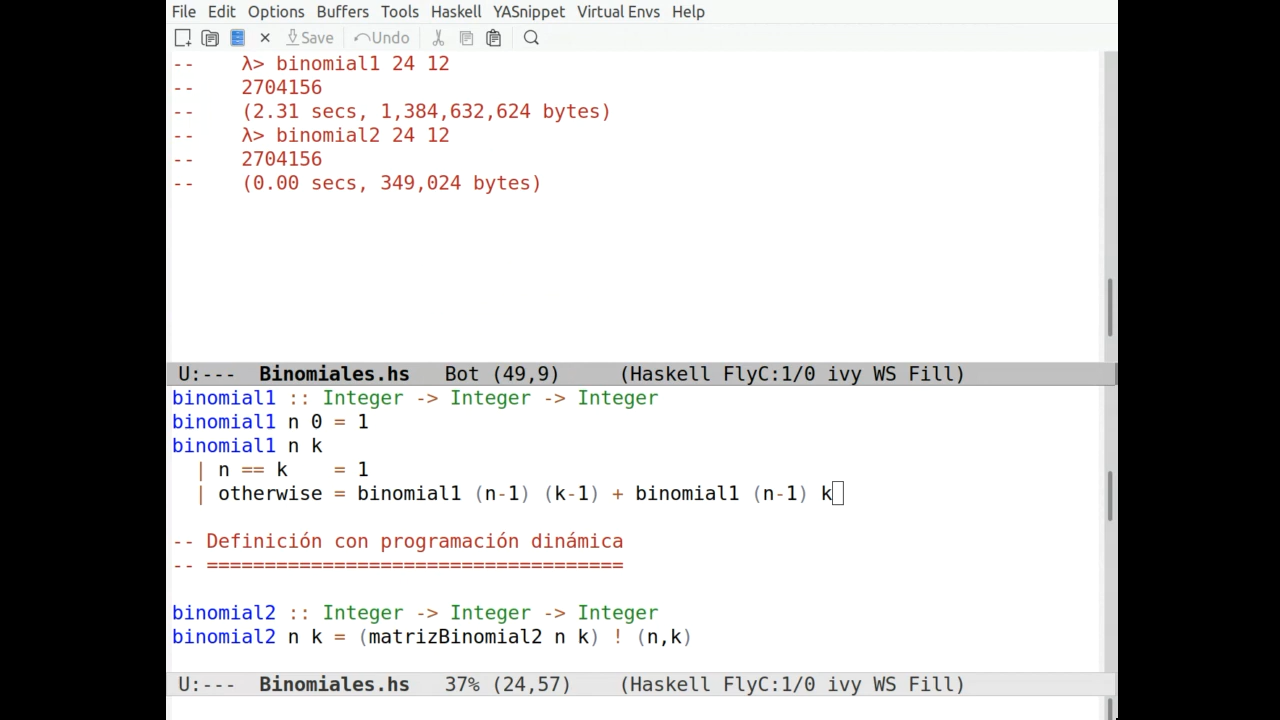 File Edit Options Buffers Tools Haskell YASnippet Virtual Envs Help
Save Undo
--    λ> binomial1 24 12
--    2704156
--    (2.31 secs, 1,384,632,624 bytes)
--    λ> binomial2 24 12
--    2704156
--    (0.00 secs, 349,024 bytes)
U:---  Binomiales.hs   Bot (49,9)     (Haskell FlyC:1/0 ivy WS Fill)
binomial1 :: Integer -> Integer -> Integer
binomial1 n 0 = 1
binomial1 n k
  | n == k    = 1
  | otherwise = binomial1 (n-1) (k-1) + binomial1 (n-1) k
-- Definición con programación dinámica
-- ====================================
binomial2 :: Integer -> Integer -> Integer
binomial2 n k = (matrizBinomial2 n k) ! (n,k)
U:---  Binomiales.hs   37% (24,57)    (Haskell FlyC:1/0 ivy WS Fill)